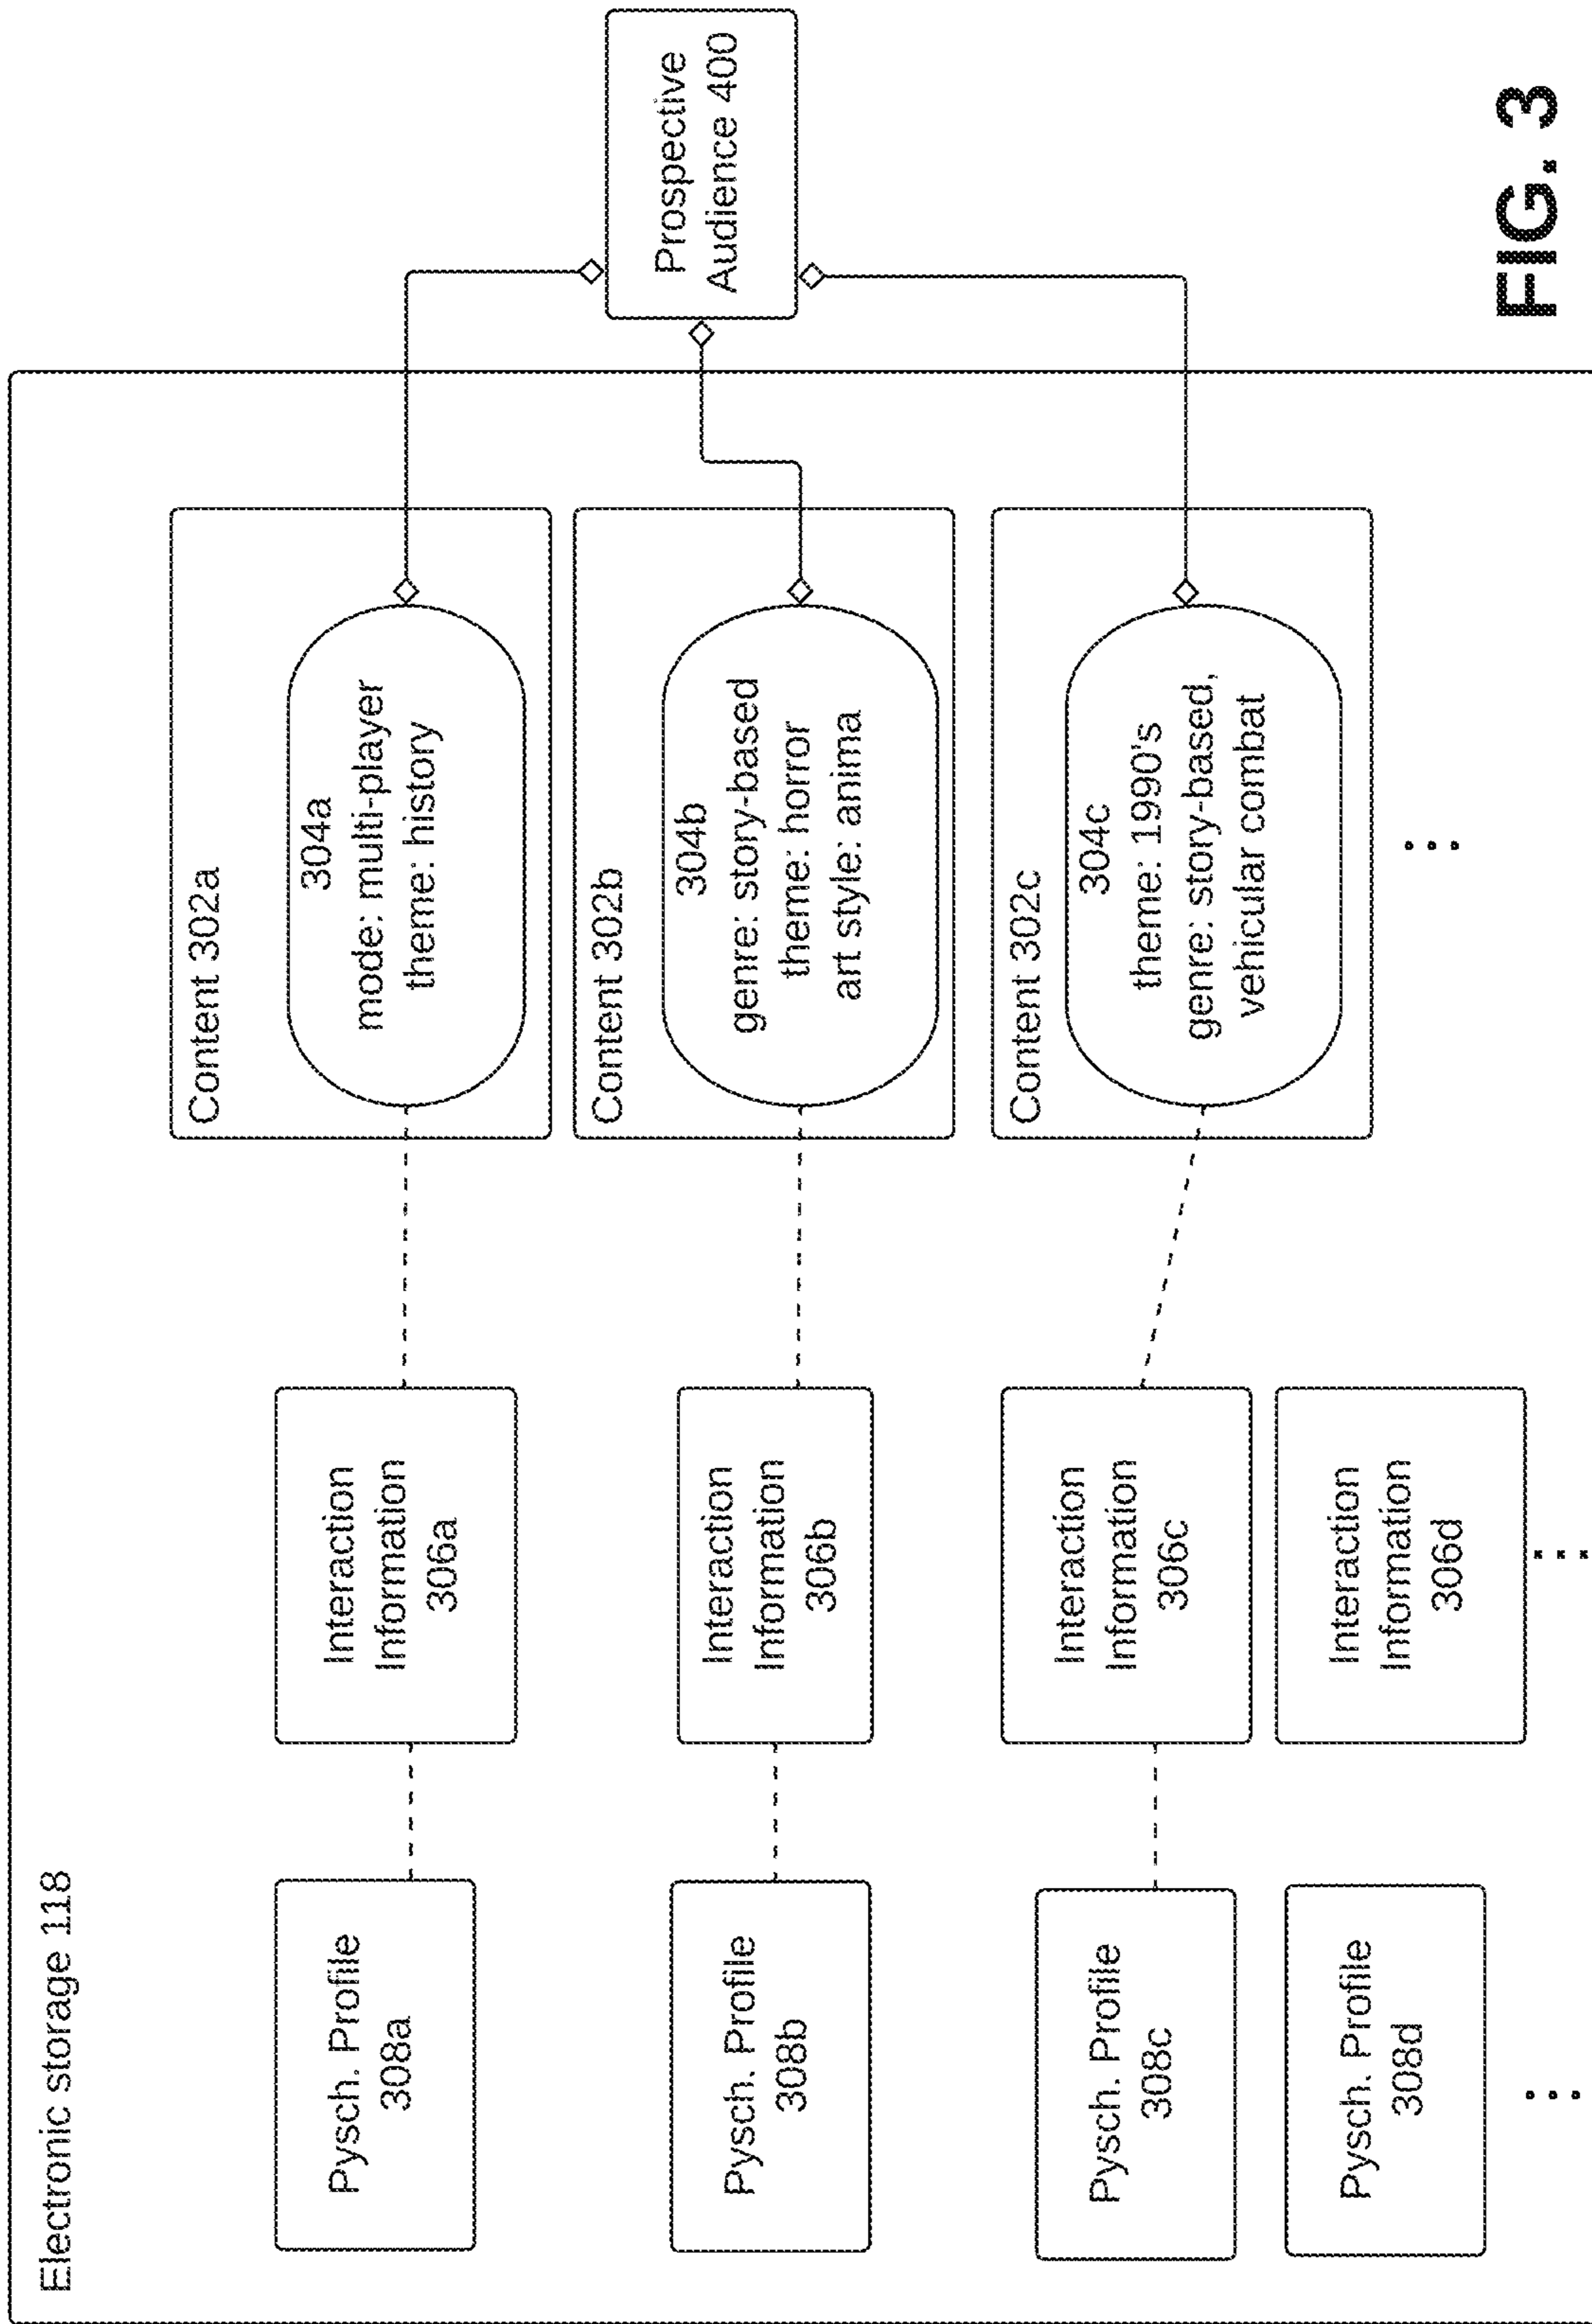 Electronic storage 118
Pysch. Profile
308a
Interaction
Information
306a
Content 302a
304a
mode: multi-player
theme: history
Pysch. Profile
308b
Interaction
Information
306b
Content 302b
304b
genre: story-based
theme: horror
art style: anima
Prospective
Audience 400
Pysch. Profile
308c
Interaction
Information
306c
Content 302c
304c
theme: 1990's
genre: story-based,
vehicular combat
Pysch. Profile
308d
Interaction
Information
306d
FIG. 3